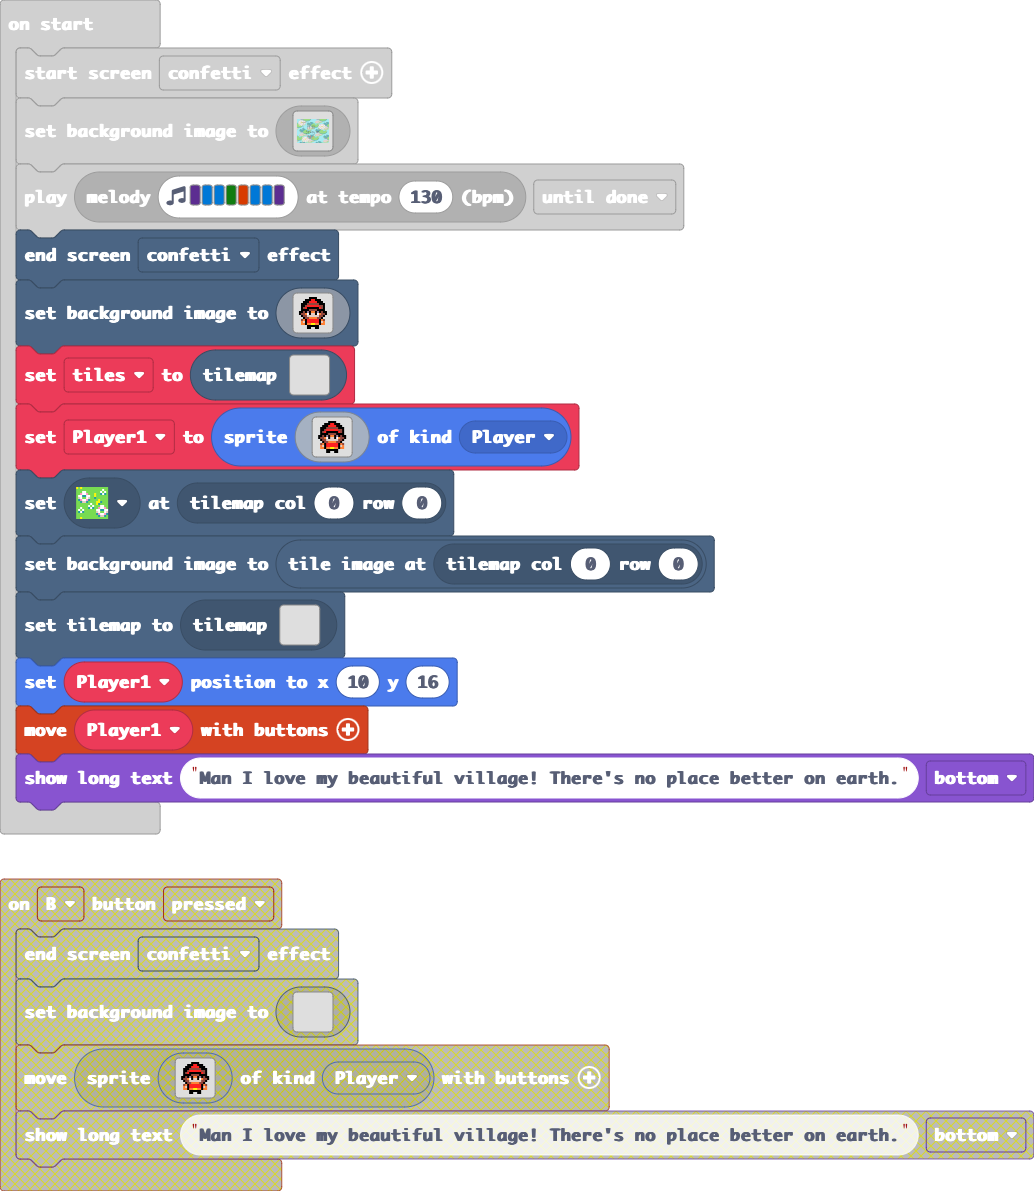 on start
start screen confetti effect
set background image to
play melody at tempo 130 (bpm) until done
end screen confetti effect
set background image to
set tiles to tilemap
set Player1 to sprite of kind Player
set at tilemap col 0 row 0
set background image to tile image at tilemap col 0 row 0
set tilemap to tilemap
set Player1 position to x 10 y 16
move Player1 with buttons
show long text "Man I love my beautiful village! There's no place better on earth." bottom
on B button pressed
end screen confetti effect
set background image to
move sprite of kind Player with buttons
show long text "Man I love my beautiful village! There's no place better on earth." bottom